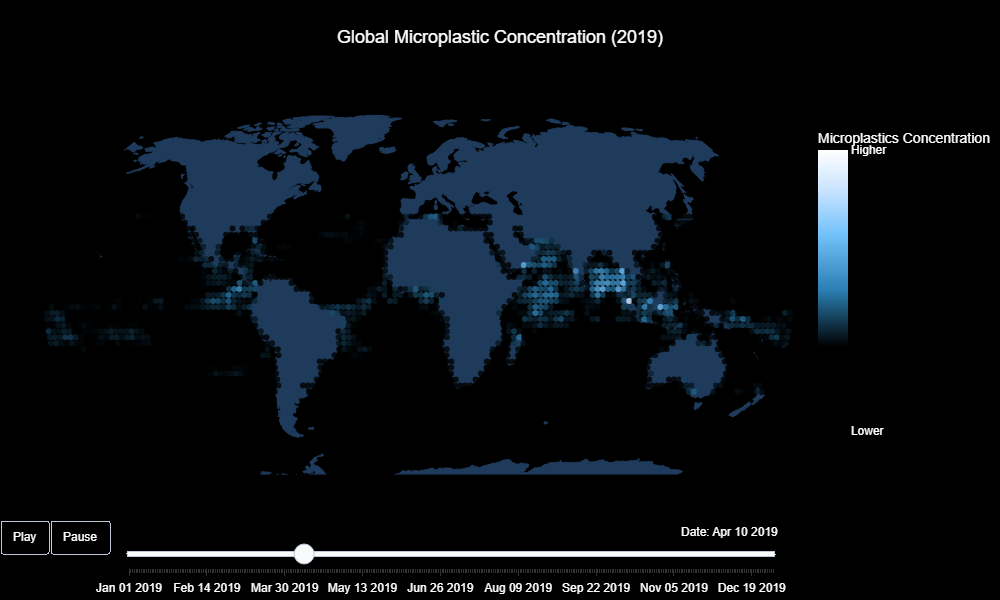 Global Microplastic Concentration (2019)
Microplastics Concentration
Higher
Lower
Play
Pause
Date: Apr 10 2019
Jan 01 2019
Feb 14 2019
Mar 30 2019
May 13 2019
Jun 26 2019
Aug 09 2019
Sep 22 2019
Nov 05 2019
Dec 19 2019